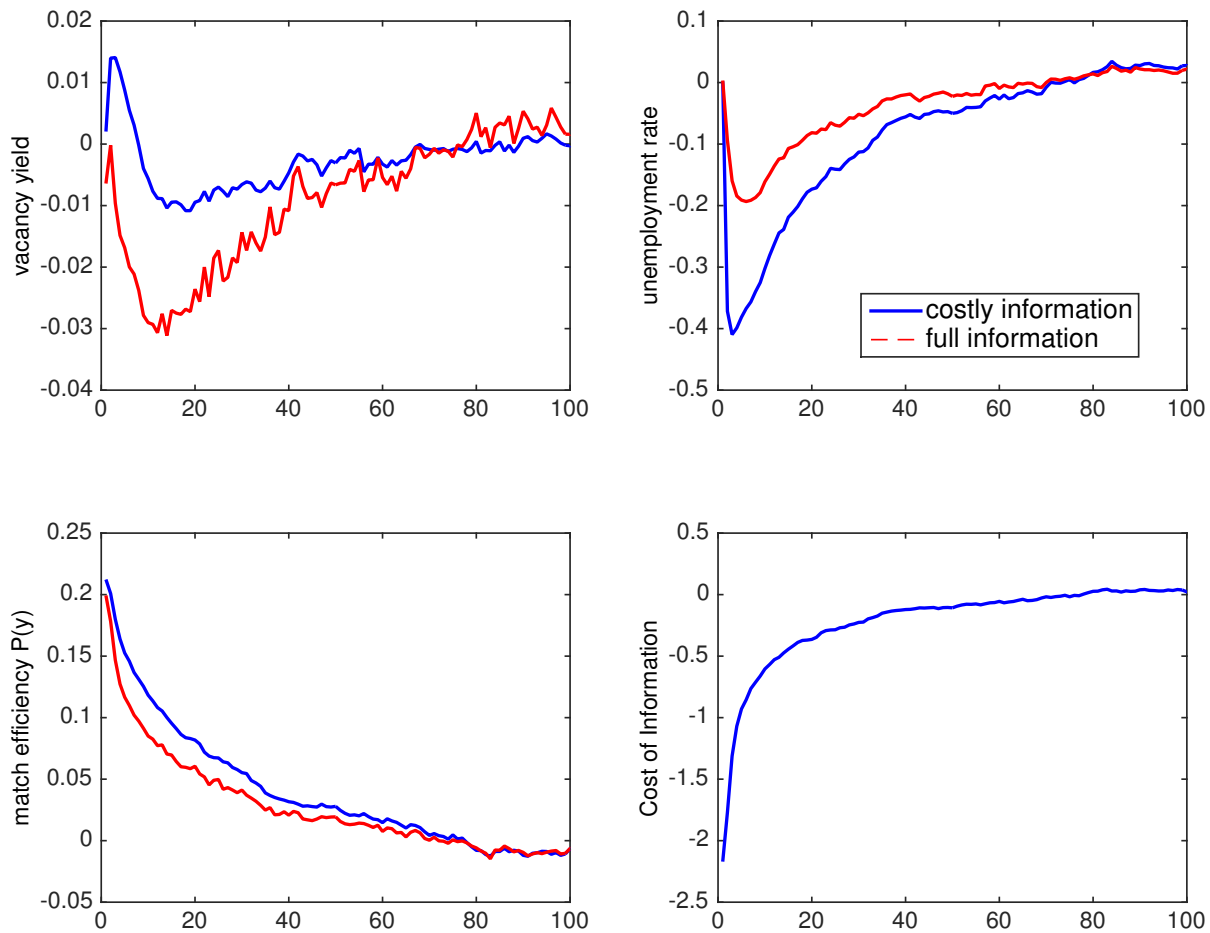 0.02
0.01
0
-0.01
-0.02
-0.03
-0.04
vacancy yield
0 20 40 60 80 100
0.1
0
-0.1
-0.2
-0.3
-0.4
-0.5
unemployment rate
costly information
full information
0 20 40 60 80 100
0.25
0.2
0.15
0.1
0.05
0
-0.05
match efficiency P(y)
0 20 40 60 80 100
0.5
0
-0.5
-1
-1.5
-2
-2.5
Cost of Information
0 20 40 60 80 100